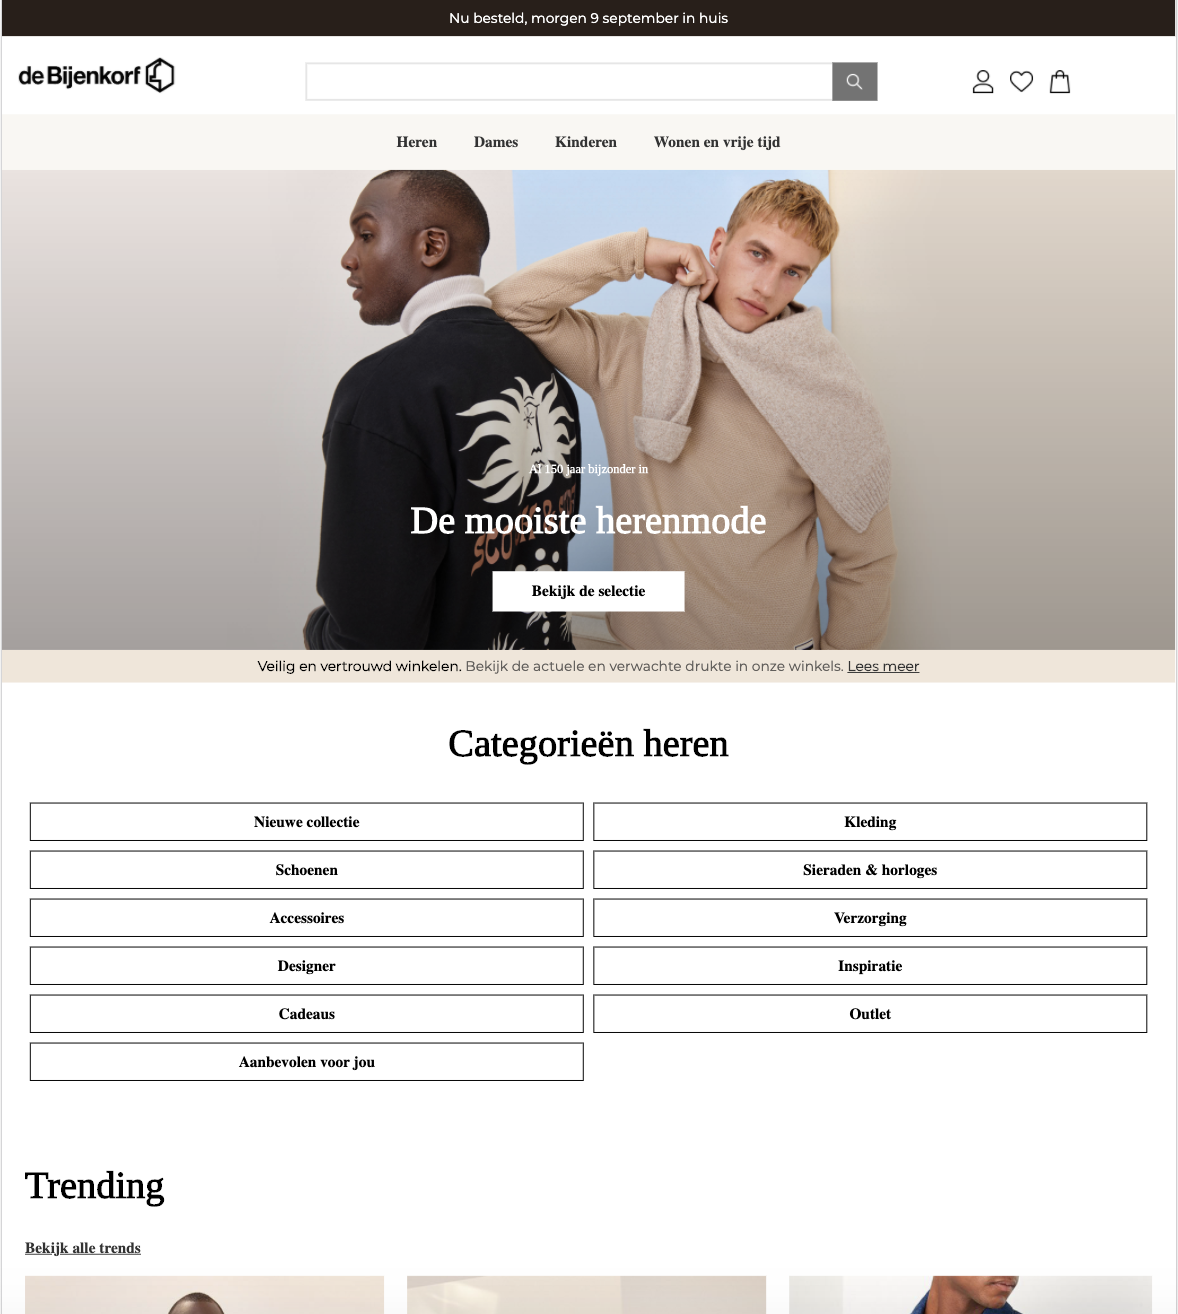 Nu besteld, morgen 9 september in huis
de Bijenkorf
Heren Dames Kinderen Wonen en vrije tijd
Al 150 jaar bijzonder in
De mooiste herenmode
Bekijk de selectie
Veilig en vertrouwd winkelen. Bekijk de actuele en verwachte drukte in onze winkels. Lees meer
Categorieën heren
Nieuwe collectie Kleding
Schoenen Sieraden & horloges
Accessoires Verzorging
Designer Inspiratie
Cadeaus Outlet
Aanbevolen voor jou
Trending
Bekijk alle trends